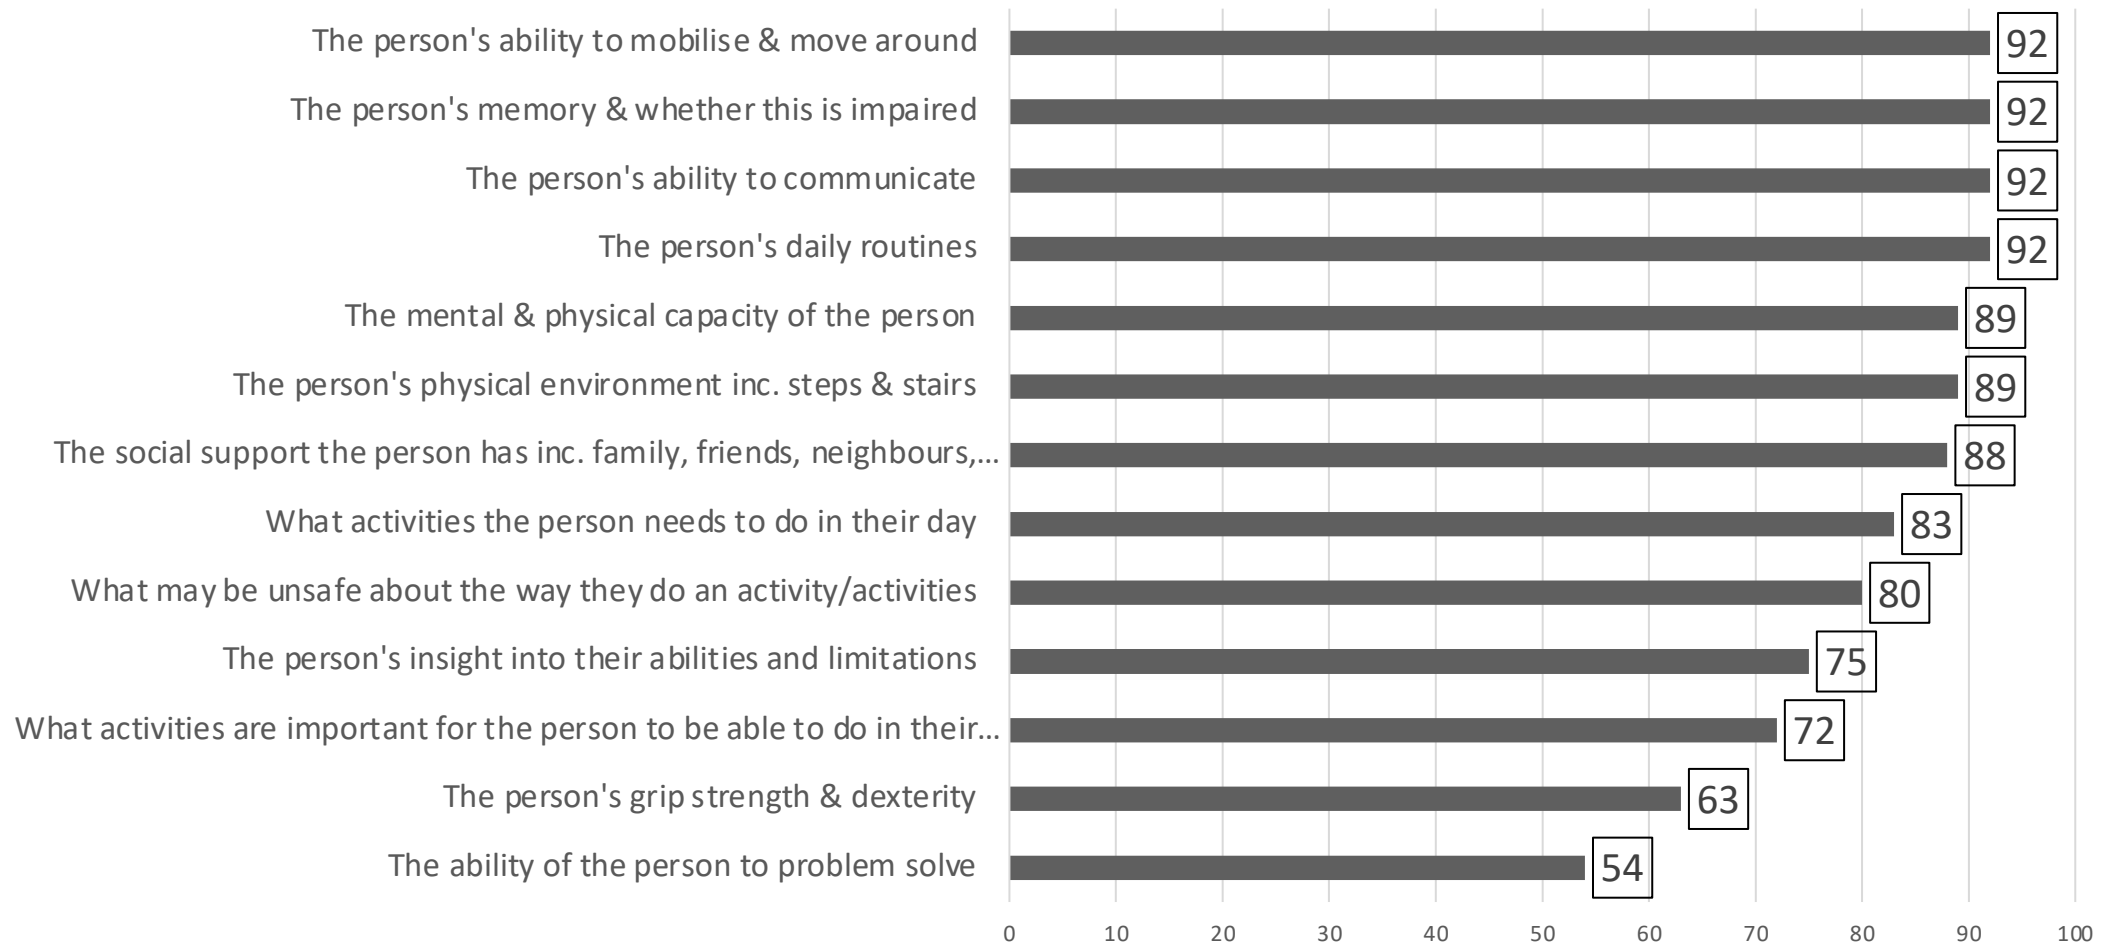 The person's ability to mobilise & move around
92
The person's memory & whether this is impaired
92
The person's ability to communicate
92
The person's daily routines
92
The mental & physical capacity of the person
89
The person's physical environment inc. steps & stairs
89
The social support the person has inc. family, friends, neighbours,...
88
What activities the person needs to do in their day
83
What may be unsafe about the way they do an activity/activities
80
The person's insight into their abilities and limitations
75
What activities are important for the person to be able to do in their...
72
The person's grip strength & dexterity
63
The ability of the person to problem solve
54
0 10 20 30 40 50 60 70 80 90 100